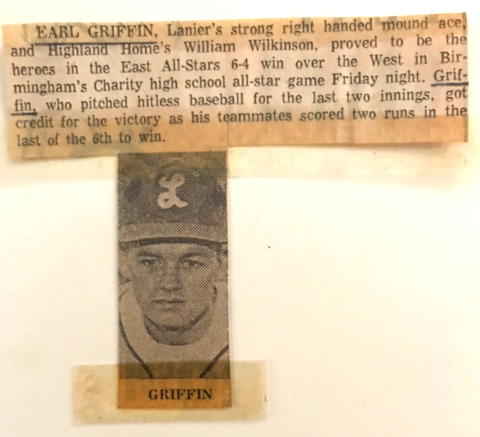 EARL GRIFFIN, Lanier's strong right handed mound ace,
and Highland Home's William Wilkinson, proved to be the
heroes in the East All-Stars 6-4 win over the West in Bir-
mingham's Charity high school all-star game Friday night. Grif-
fin, who pitched hitless baseball for the last two innings, got
credit for the victory as his teammates scored two runs in the
last of the 6th to win.
L
GRIFFIN